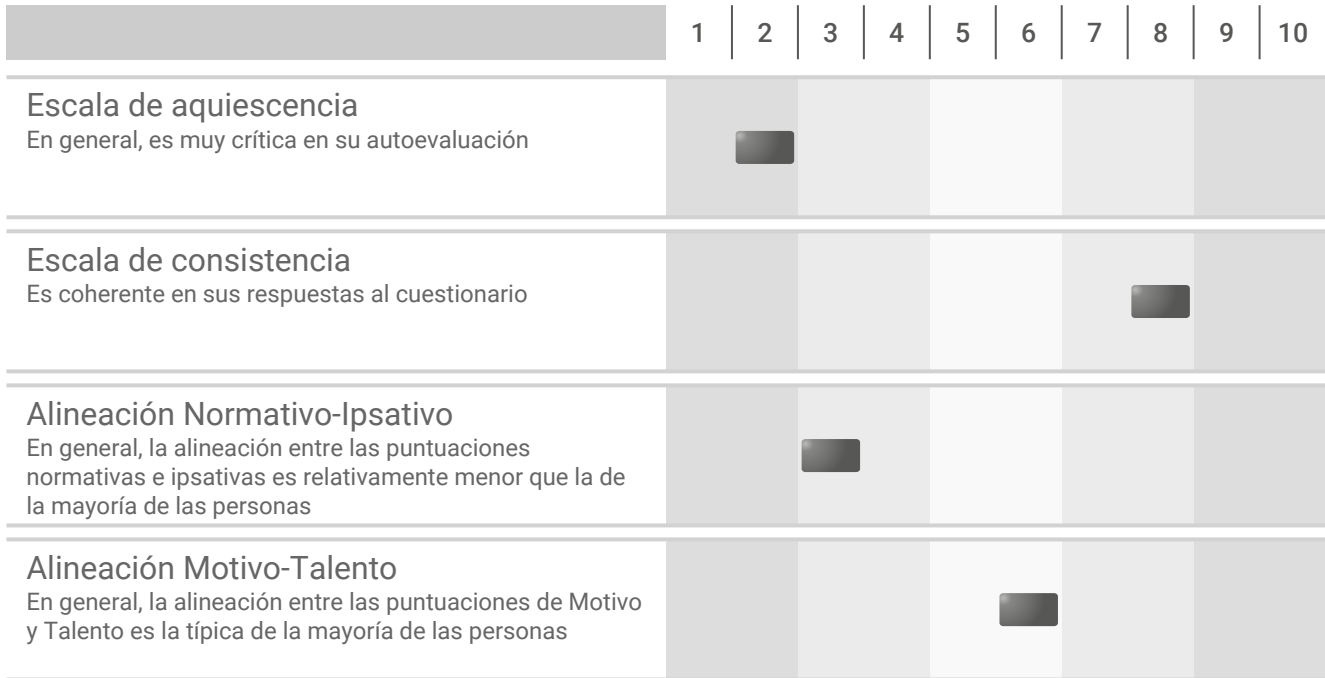 1 2 3 4 5 6 7 8 9 10
Escala de aquiescencia
En general, es muy crítica en su autoevaluación
Escala de consistencia
Es coherente en sus respuestas al cuestionario
Alineación Normativo-Ipsativo
En general, la alineación entre las puntuaciones
normativas e ipsativas es relativamente menor que la de
la mayoría de las personas
Alineación Motivo-Talento
En general, la alineación entre las puntuaciones de Motivo
y Talento es la típica de la mayoría de las personas